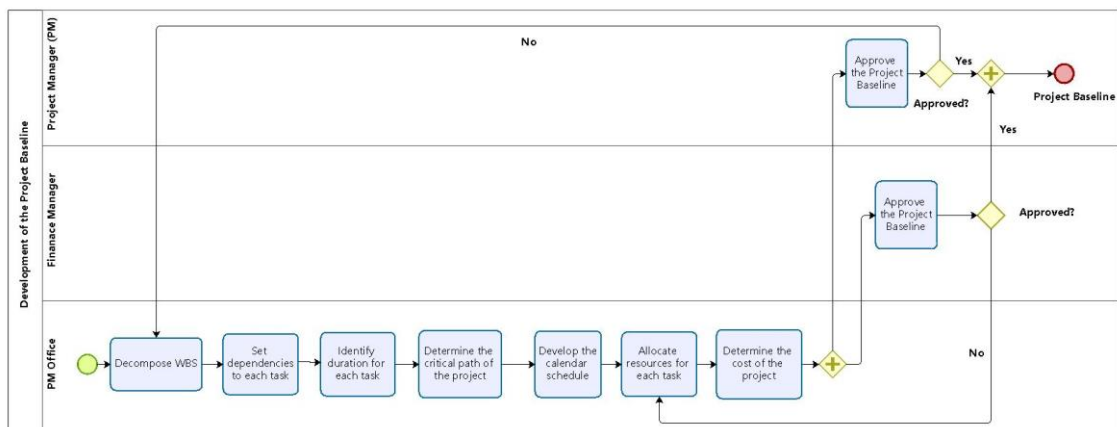 Development of the Project Baseline
Project Manager (PM)
No
Approve
the Project
Baseline
Yes
Approved?
Project Baseline
Yes
Finanace Manager
Approve
the Project
Baseline
Approved?
PM Office
Decompose WBS
Set
dependencies
to each task
Identify
duration for
each task
Determine the
critical path of
the project
Develop the
calendar
schedule
Allocate
resources for
each task
Determine the
cost of the
project
No